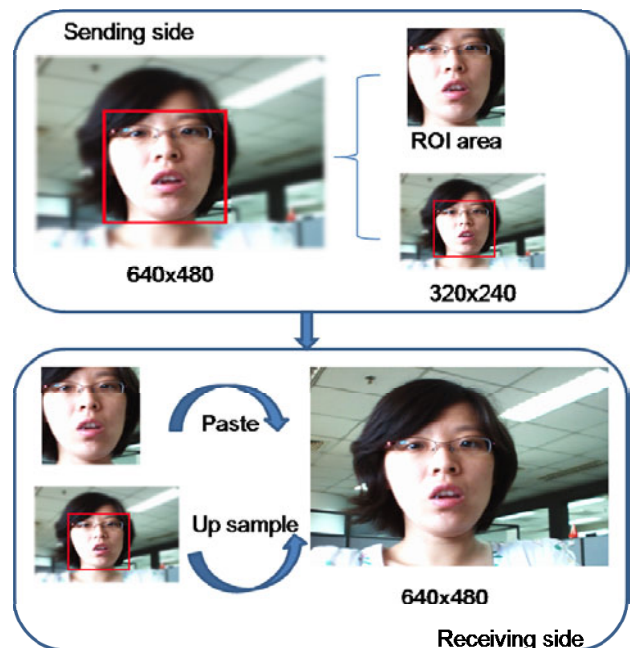 Sending side
ROI area
640x480
320x240
Paste
Up sample
640x480
Receiving side